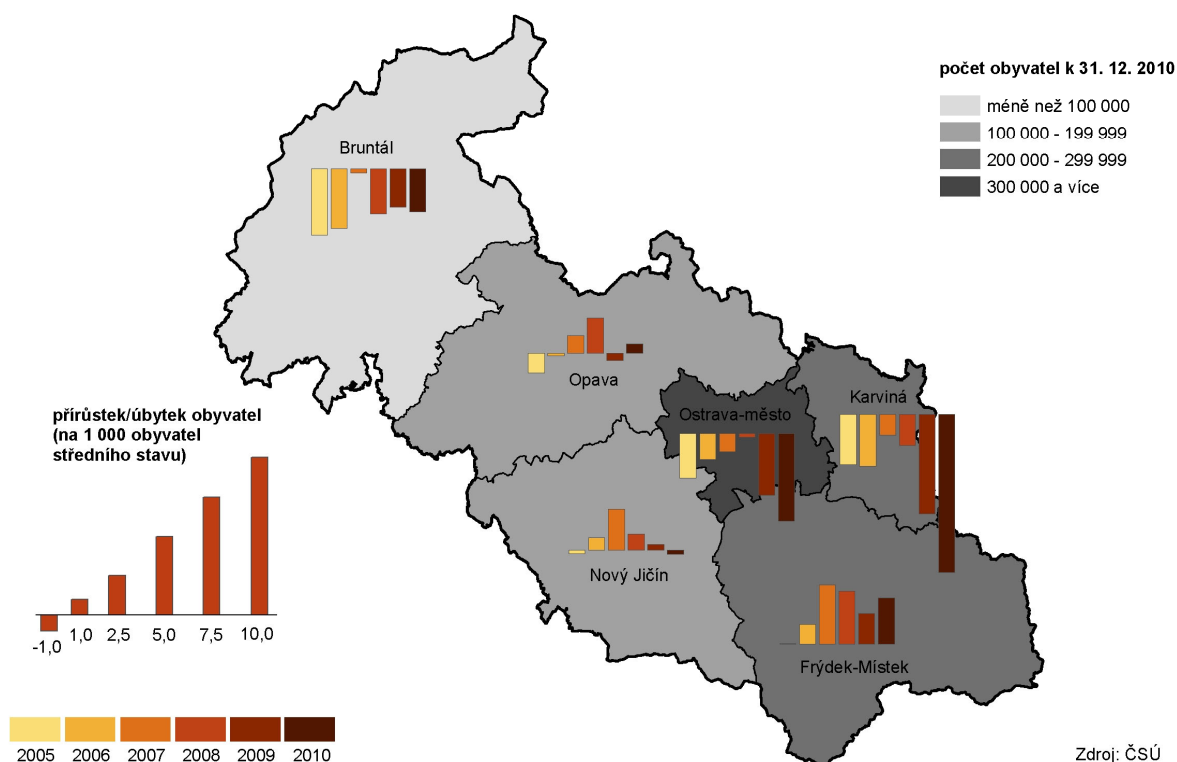 počet obyvatel k 31. 12. 2010
méně než 100 000
100 000 - 199 999
200 000 - 299 999
300 000 a více
Bruntál
Opava
Karviná
Ostrava-město
Nový Jičín
Frýdek-Místek
přírůstek/úbytek obyvatel
(na 1 000 obyvatel
středního stavu)
-1,0 1,0 2,5 5,0 7,5 10,0
2005 2006 2007 2008 2009 2010
Zdroj: ČSÚ